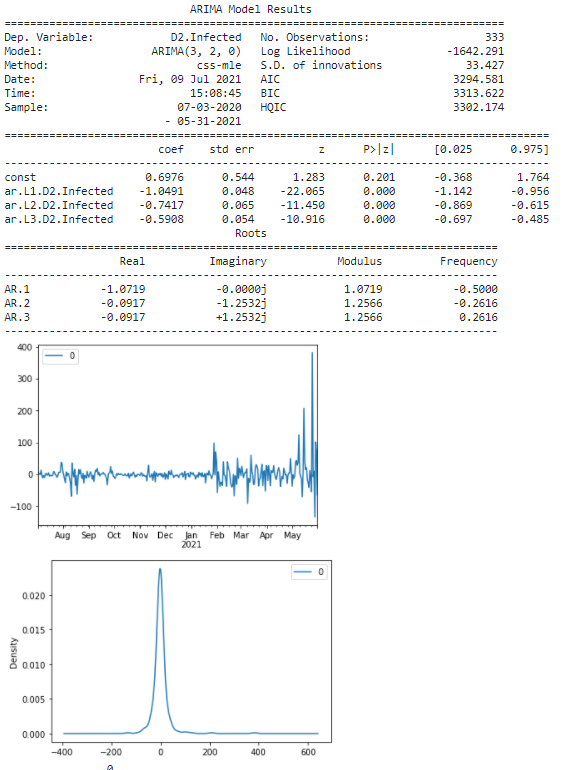 ARIMA Model Results
==============================================================================
Dep. Variable: D2.Infected No. Observations: 333
Model: ARIMA(3, 2, 0) Log Likelihood -1642.291
Method: css-mle S.D. of innovations 33.427
Date: Fri, 09 Jul 2021 AIC 3294.581
Time: 15:08:45 BIC 3313.622
Sample: 07-03-2020 HQIC 3302.174
- 05-31-2021
=====================================================================================
coef std err z P>|z| [0.025 0.975]
-------------------------------------------------------------------------------------
const 0.6976 0.544 1.283 0.201 -0.368 1.764
ar.L1.D2.Infected -1.0491 0.048 -22.065 0.000 -1.142 -0.956
ar.L2.D2.Infected -0.7417 0.065 -11.450 0.000 -0.869 -0.615
ar.L3.D2.Infected -0.5908 0.054 -10.916 0.000 -0.697 -0.485
Roots
=============================================================================
Real Imaginary Modulus Frequency
-----------------------------------------------------------------------------
AR.1 -1.0719 -0.0000j 1.0719 -0.5000
AR.2 -0.0917 -1.2532j 1.2566 -0.2616
AR.3 -0.0917 +1.2532j 1.2566 0.2616
-----------------------------------------------------------------------------
400
0
300
200
100
0
−100
Aug Sep Oct Nov Dec Jan Feb Mar Apr May
2021
0
0.020
0.015
0.010
0.005
0.000
Density
−400 −200 0 200 400 600